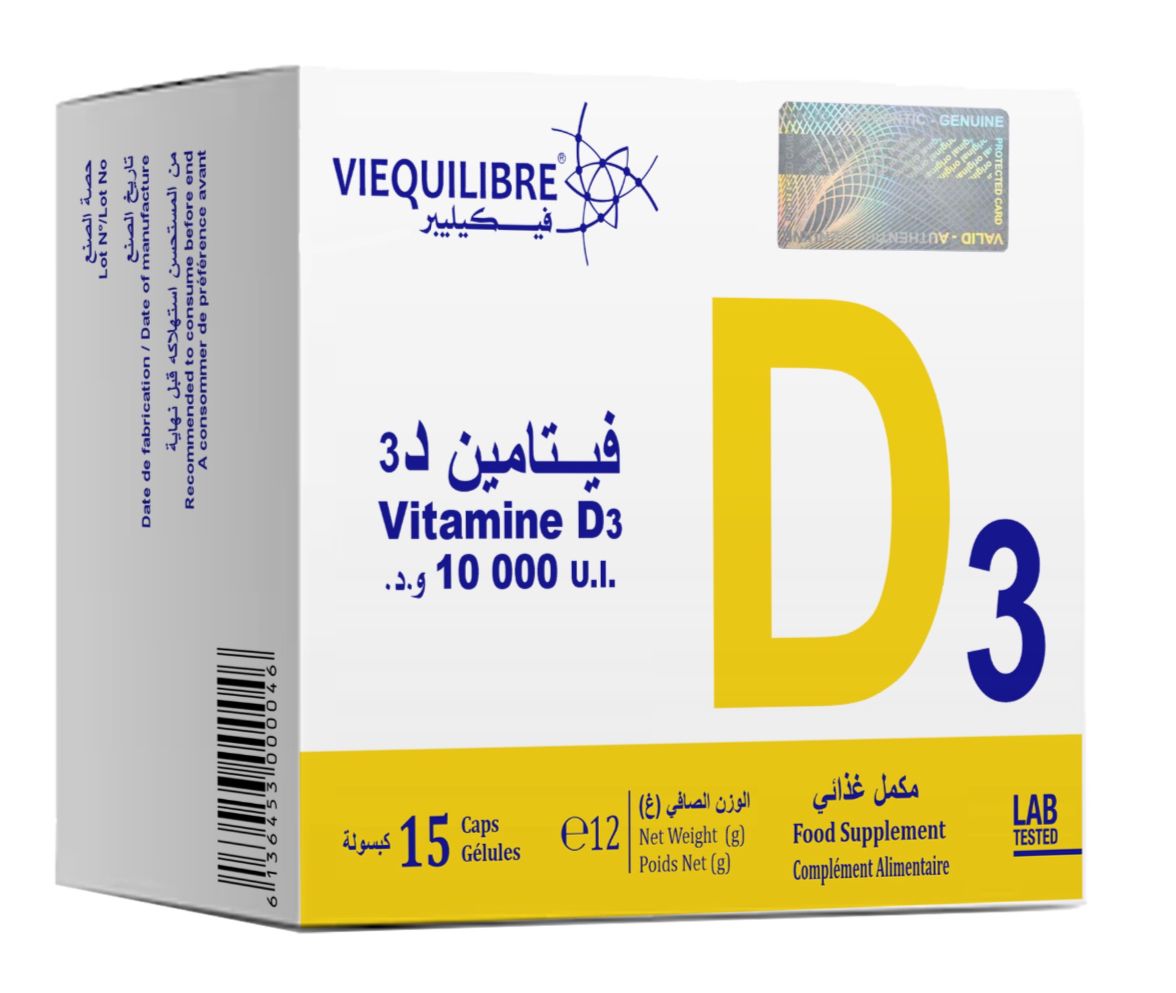 حصة الصنع
Lot N°/Lot No
تاريخ الصنع
Date de fabrication / Date of manufacture
من المستحسن استهلاكه قبل نهاية
Recommended to consume before end
A consommer de préférence avant
6136453000046
VIEQUILIBRE®
فيكيليبر
GENUINE
PROTECTED CARD
VALID - AUTHENTIC
فيتامين د3
Vitamine D3
10 000 U.I. و.د.
D3
15 كبسولة
Caps
Gélules
℮12
الوزن الصافي (غ)
Net Weight (g)
Poids Net (g)
مكمل غذائي
Food Supplement
Complément Alimentaire
LAB
TESTED